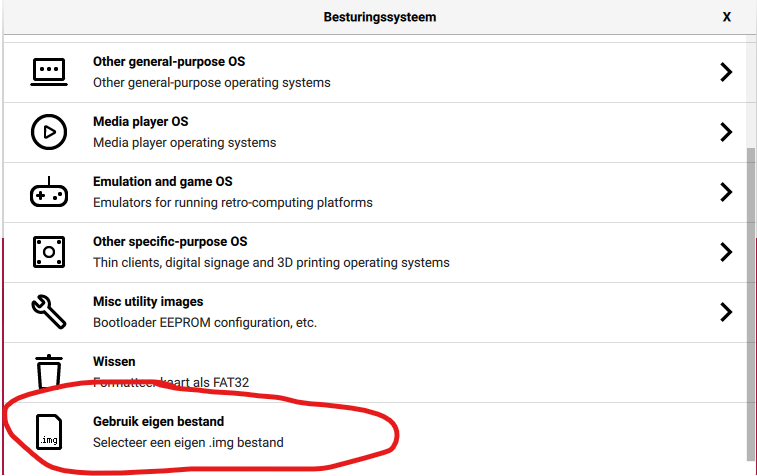 Besturingssysteem
X
Other general-purpose OS
Other general-purpose operating systems
Media player OS
Media player operating systems
Emulation and game OS
Emulators for running retro-computing platforms
Other specific-purpose OS
Thin clients, digital signage and 3D printing operating systems
Misc utility images
Bootloader EEPROM configuration, etc.
Wissen
Formatteer kaart als FAT32
.img
Gebruik eigen bestand
Selecteer een eigen .img bestand